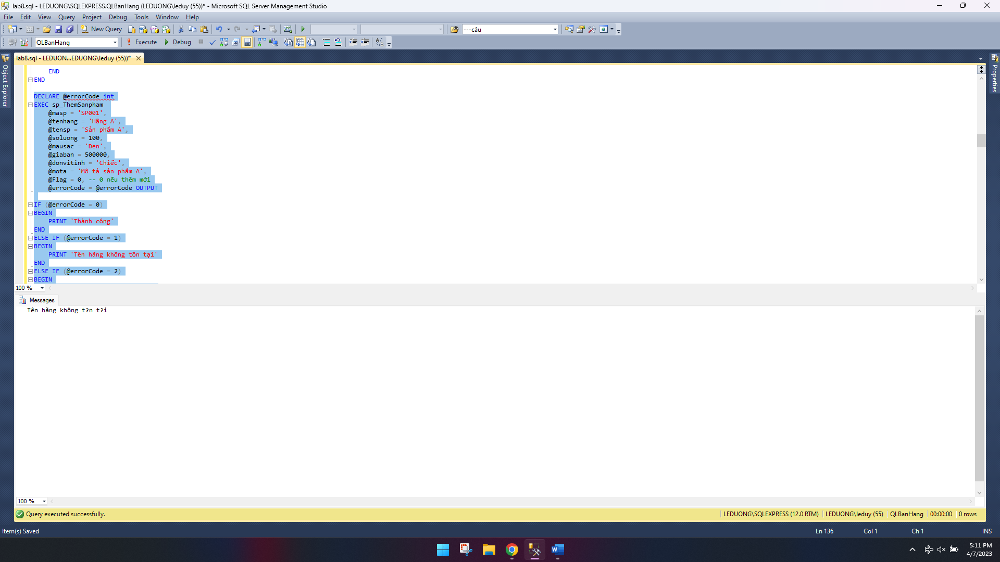 lab8.sql - LEDUONG\SQLEXPRESS.QLBanHang (LEDUONG\leduy (55))* - Microsoft SQL Server Management Studio
File Edit View Query Project Debug Tools Window Help
New Query ---câu
QLBanHang Execute Debug
lab8.sql - LEDUON...EDUONG\leduy (55))*
Object Explorer
Properties
END
END
DECLARE @errorCode int
EXEC sp_ThemSanpham
@masp = 'SP001',
@tenhang = 'Hãng A',
@tensp = 'Sản phẩm A',
@soluong = 100,
@mausac = 'Đen',
@giaban = 500000,
@donvitinh = 'Chiếc',
@mota = 'Mô tả sản phẩm A',
@Flag = 0, -- 0 nếu thêm mới
@errorCode = @errorCode OUTPUT
IF (@errorCode = 0)
BEGIN
PRINT 'Thành công'
END
ELSE IF (@errorCode = 1)
BEGIN
PRINT 'Tên hãng không tồn tại'
END
ELSE IF (@errorCode = 2)
BEGIN
100 %
Messages
Tên hãng không t?n t?i
100 %
Query executed successfully. LEDUONG\SQLEXPRESS (12.0 RTM) LEDUONG\leduy (55) QLBanHang 00:00:00 0 rows
Item(s) Saved Ln 136 Col 1 Ch 1 INS
5:11 PM
4/7/2023